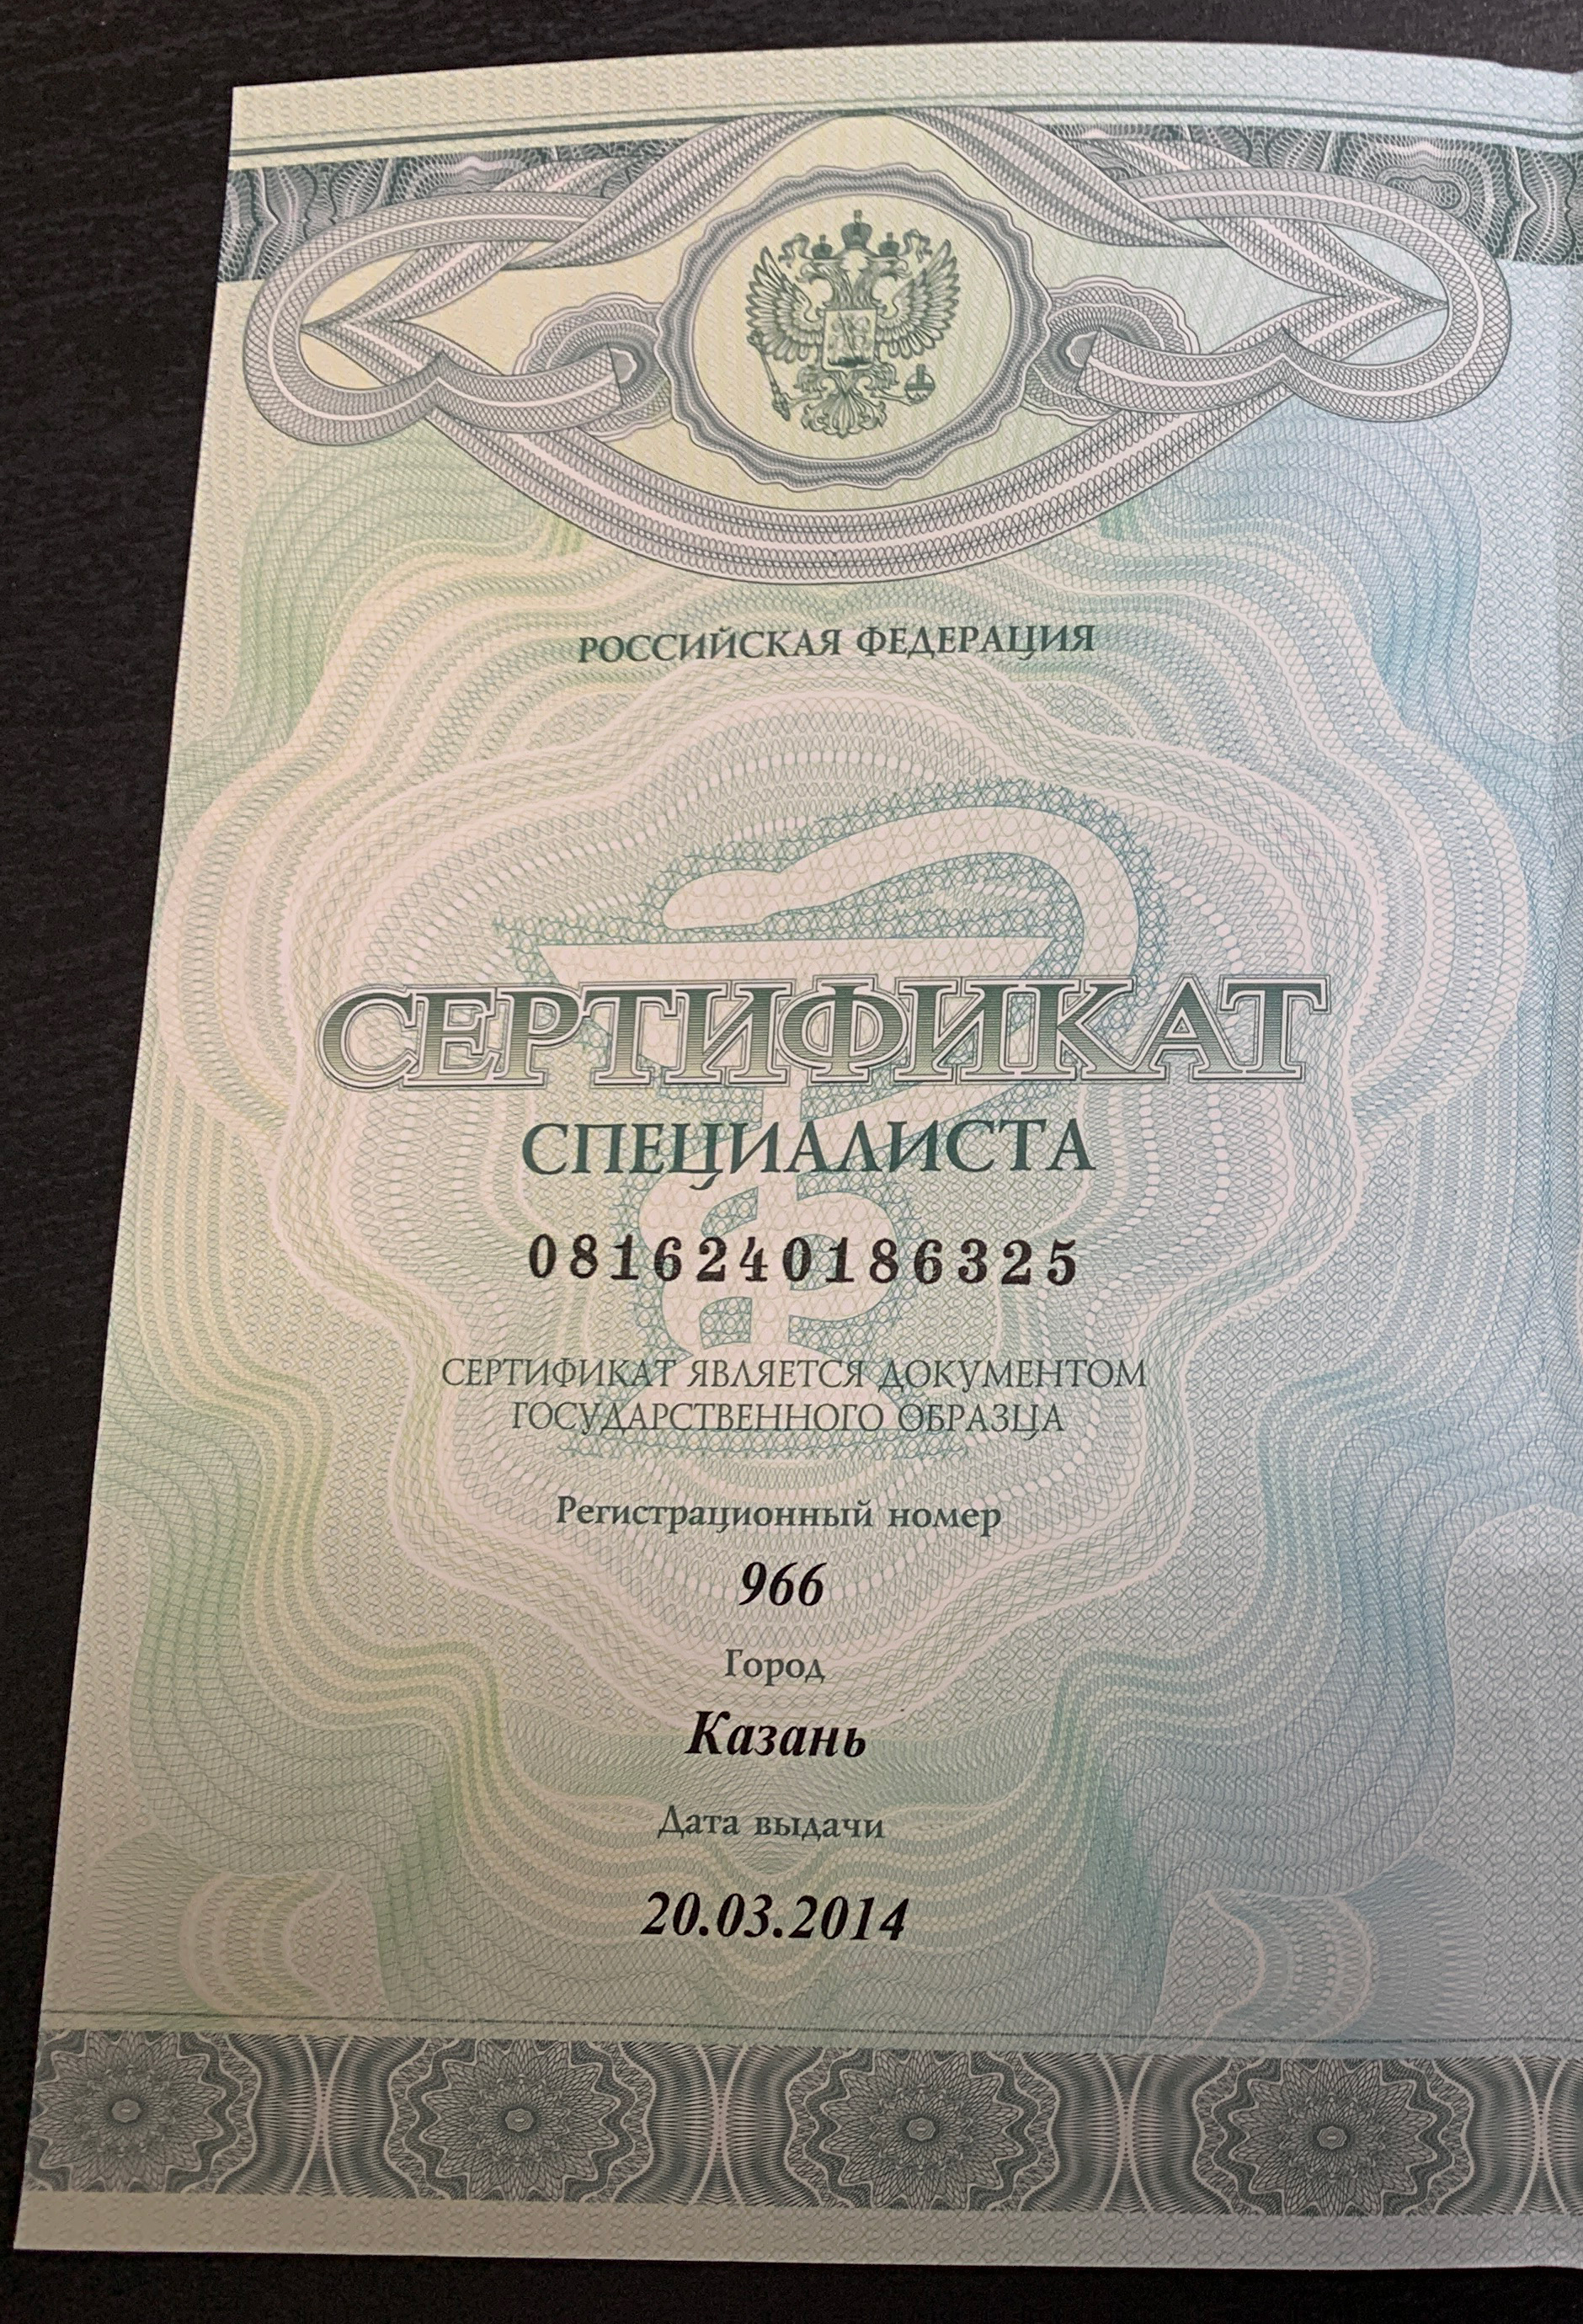 РОССИЙСКАЯ ФЕДЕРАЦИЯ
СЕРТИФИКАТ
СПЕЦИАЛИСТА
0816240186325
СЕРТИФИКАТ ЯВЛЯЕТСЯ ДОКУМЕНТОМ
ГОСУДАРСТВЕННОГО ОБРАЗЦА
Регистрационный номер
966
Город
Казань
Дата выдачи
20.03.2014